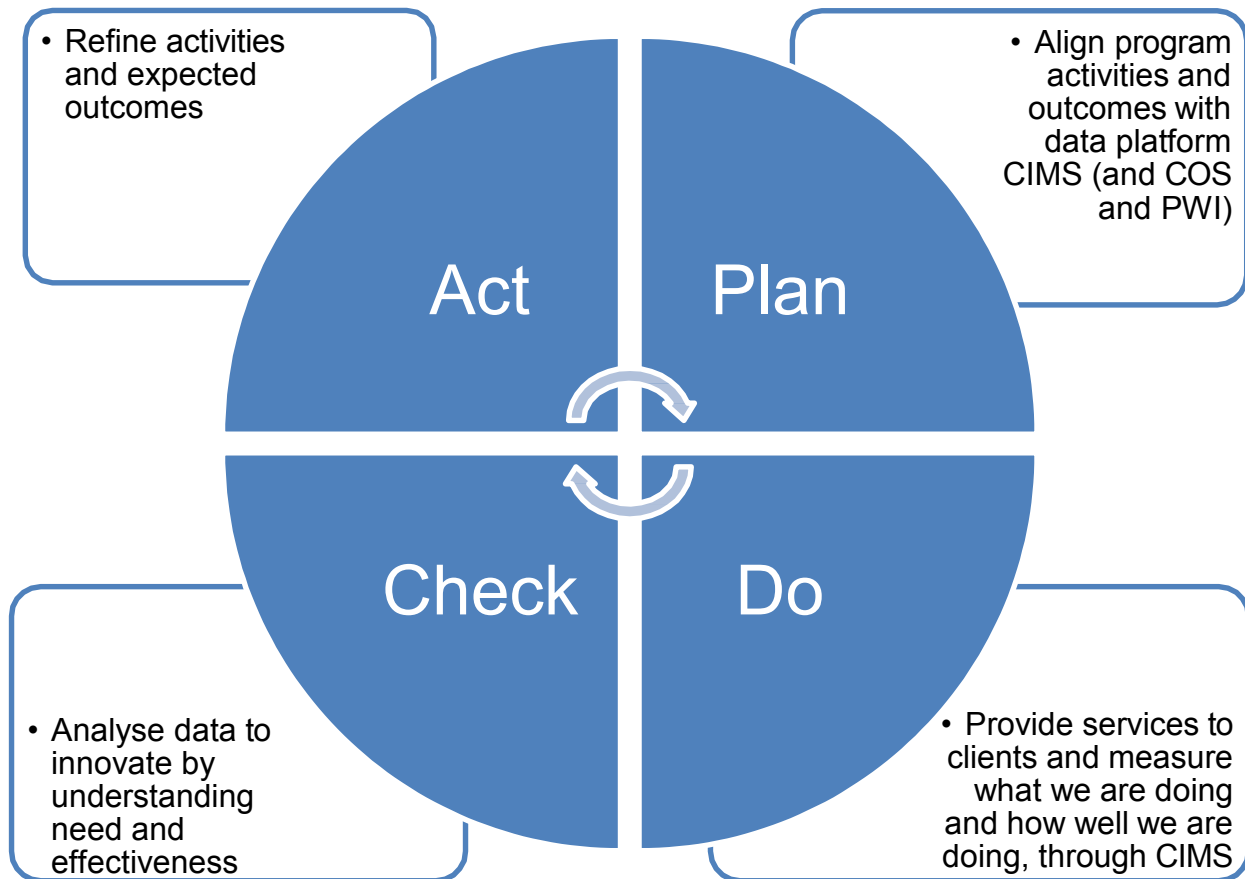 • Refine activities
and expected
outcomes
• Align program
activities and
outcomes with
data platform
CIMS (and COS
and PWI)
Act
Plan
Check
Do
• Analyse data to
innovate by
understanding
need and
effectiveness
• Provide services to
clients and measure
what we are doing
and how well we are
doing, through CIMS